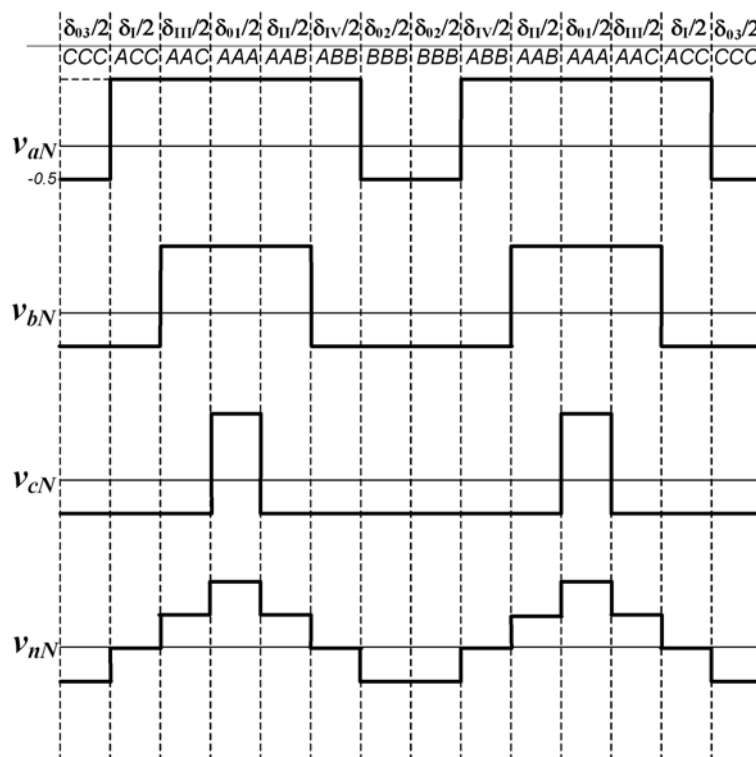 δ03/2 δI/2 δIII/2 δ01/2 δII/2 δIV/2 δ02/2 δ02/2 δIV/2 δII/2 δ01/2 δIII/2 δI/2 δ03/2
CCC ACC AAC AAA AAB ABB BBB BBB ABB AAB AAA AAC ACC CCC
vaN
-0.5
vbN
vcN
vnN